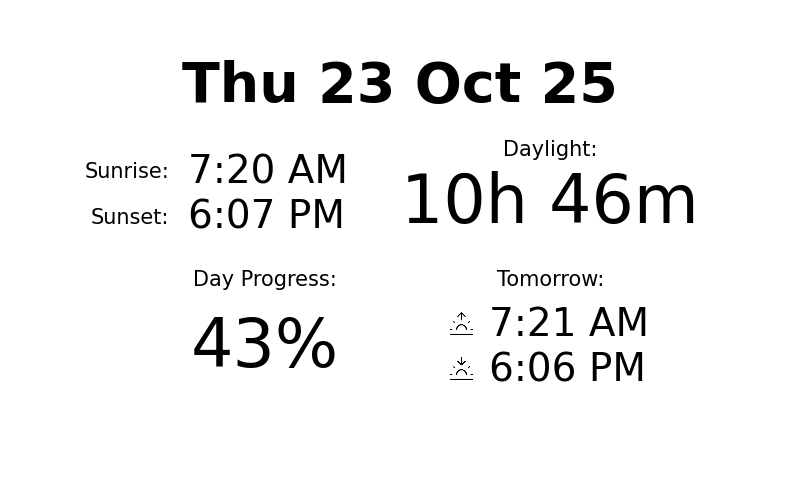 Thu 23 Oct 25
Sunrise: 7:20 AM
Sunset: 6:07 PM
Daylight:
10h 46m
Day Progress:
43%
Tomorrow:
7:21 AM
6:06 PM